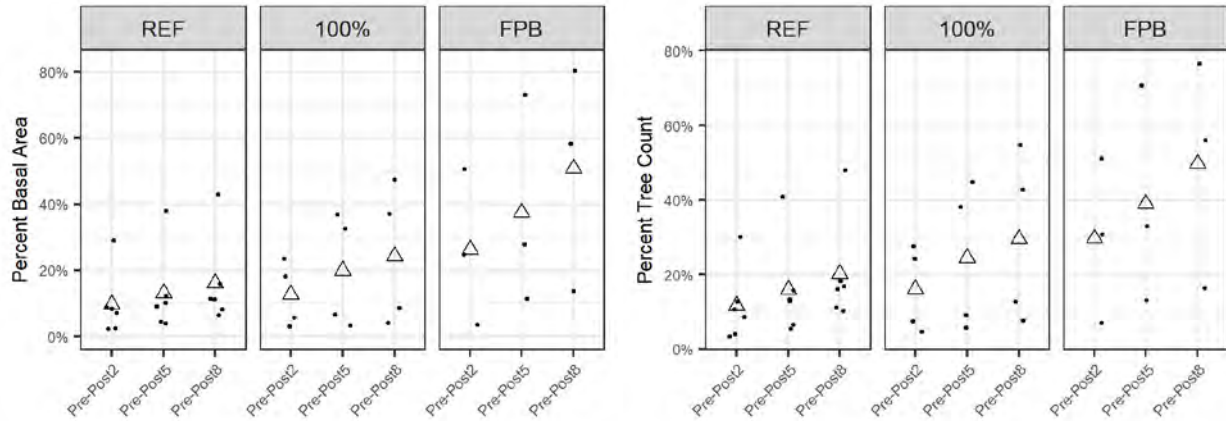 REF 100% FPB
Percent Basal Area
80%
60%
40%
20%
0%
Pre-Post2 Pre-Post5 Pre-Post8 Pre-Post2 Pre-Post5 Pre-Post8 Pre-Post2 Pre-Post5 Pre-Post8
REF 100% FPB
Percent Tree Count
80%
60%
40%
20%
0%
Pre-Post2 Pre-Post5 Pre-Post8 Pre-Post2 Pre-Post5 Pre-Post8 Pre-Post2 Pre-Post5 Pre-Post8